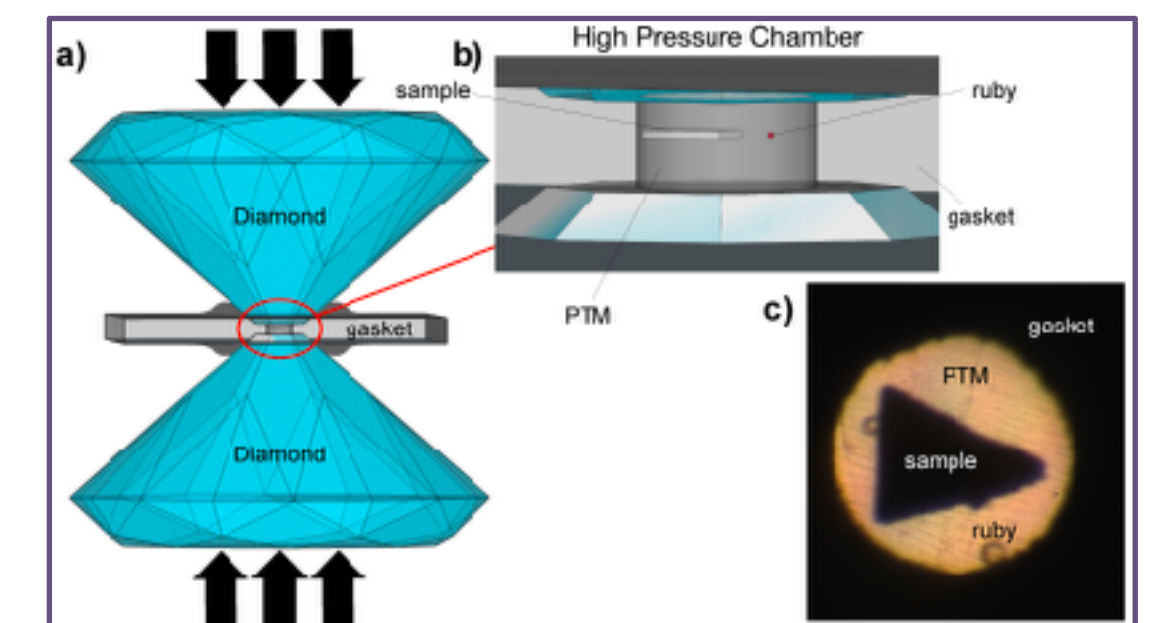 a)
b)
High Pressure Chamber
sample
ruby
Diamond
gasket
PTM
gasket
c)
gasket
PTM
sample
ruby
Diamond